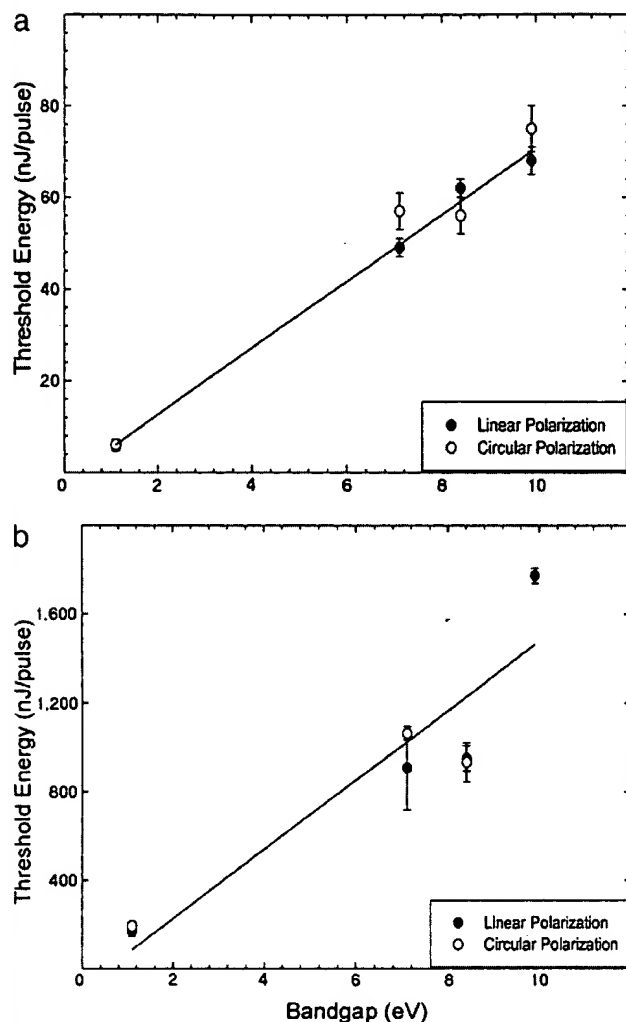 a
Threshold Energy (nJ/pulse)
80
60
40
20
0 2 4 6 8 10
Linear Polarization
Circular Polarization
b
Threshold Energy (nJ/pulse)
1.600
1,200
800
400
0 2 4 6 8 10
Linear Polarization
Circular Polarization
Bandgap (eV)